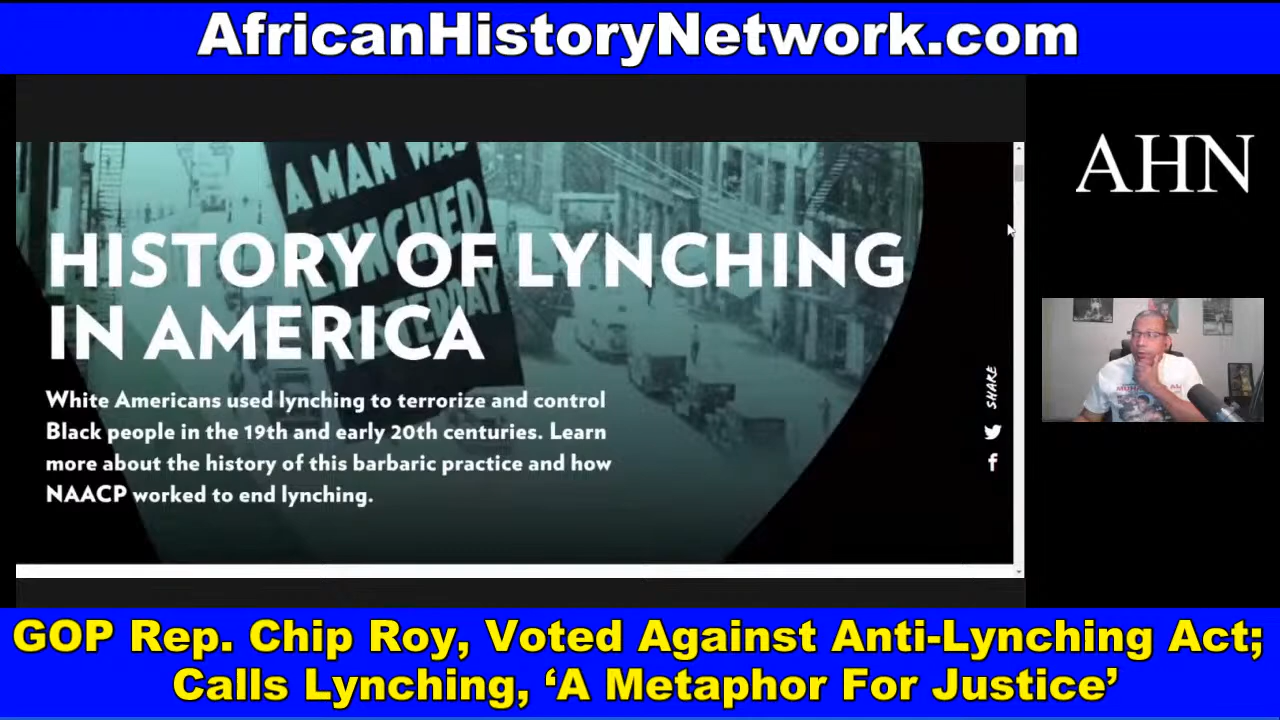 AfricanHistoryNetwork.com
AHN
A MAN WAS
LYNCHED
YESTERDAY
HISTORY OF LYNCHING
IN AMERICA
White Americans used lynching to terrorize and control
Black people in the 19th and early 20th centuries. Learn
more about the history of this barbaric practice and how
NAACP worked to end lynching.
SHARE
GOP Rep. Chip Roy, Voted Against Anti-Lynching Act;
Calls Lynching, ‘A Metaphor For Justice’